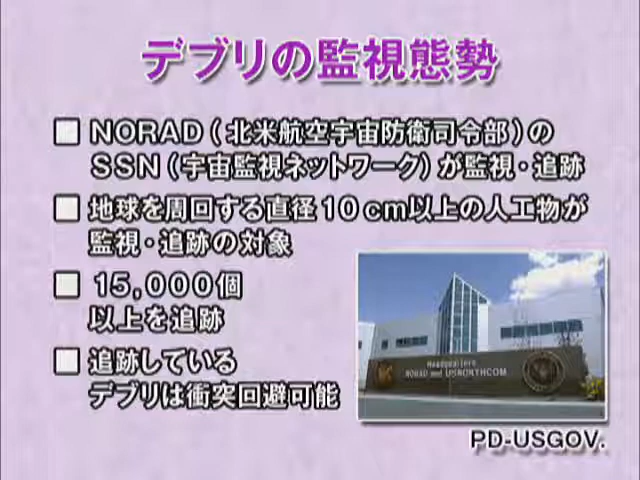 デブリの監視態勢
■ NORAD（北米航空宇宙防衛司令部）の
SSN（宇宙監視ネットワーク）が監視・追跡
■ 地球を周回する直径10cm以上の人工物が
監視・追跡の対象
■ 15,000個
以上を追跡
■ 追跡している
デブリは衝突回避可能
Headquarters
NORAD and USNORTHCOM
PD-USGOV.